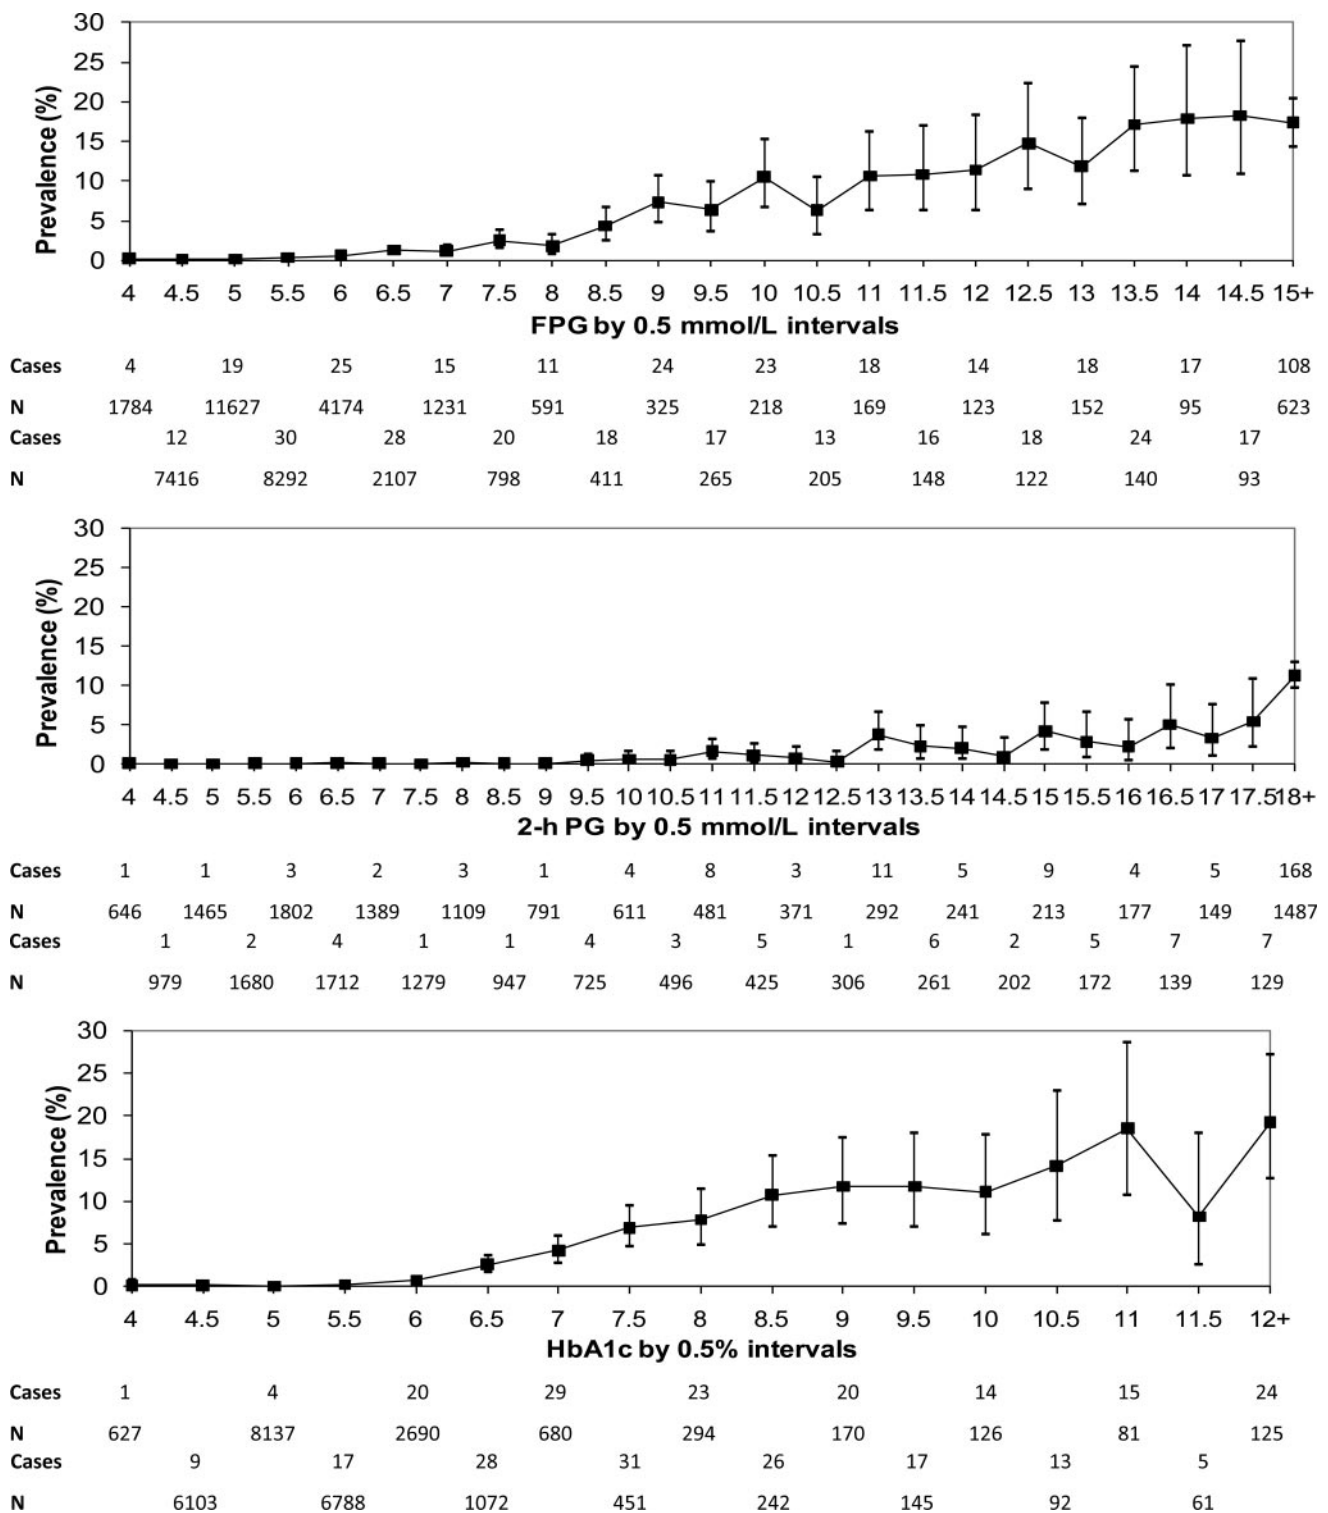 30
25
20
15
10
5
0
Prevalence (%)
4 4.5 5 5.5 6 6.5 7 7.5 8 8.5 9 9.5 10 10.5 11 11.5 12 12.5 13 13.5 14 14.5 15+
FPG by 0.5 mmol/L intervals
Cases 4 19 25 15 11 24 23 18 14 18 17 108
N 1784 11627 4174 1231 591 325 218 169 123 152 95 623
Cases 12 30 28 20 18 17 13 16 18 24 17
N 7416 8292 2107 798 411 265 205 148 122 140 93
30
25
20
15
10
5
0
Prevalence (%)
4 4.5 5 5.5 6 6.5 7 7.5 8 8.5 9 9.5 10 10.5 11 11.5 12 12.5 13 13.5 14 14.5 15 15.5 16 16.5 17 17.5 18+
2-h PG by 0.5 mmol/L intervals
Cases 1 1 3 2 3 1 4 8 3 11 5 9 4 5 168
N 646 1465 1802 1389 1109 791 611 481 371 292 241 213 177 149 1487
Cases 1 2 4 1 1 4 3 5 1 6 2 5 7 7
N 979 1680 1712 1279 947 725 496 425 306 261 202 172 139 129
30
25
20
15
10
5
0
Prevalence (%)
4 4.5 5 5.5 6 6.5 7 7.5 8 8.5 9 9.5 10 10.5 11 11.5 12+
HbA1c by 0.5% intervals
Cases 1 4 20 29 23 20 14 15 24
N 627 8137 2690 680 294 170 126 81 125
Cases 9 17 28 31 26 17 13 5
N 6103 6788 1072 451 242 145 92 61